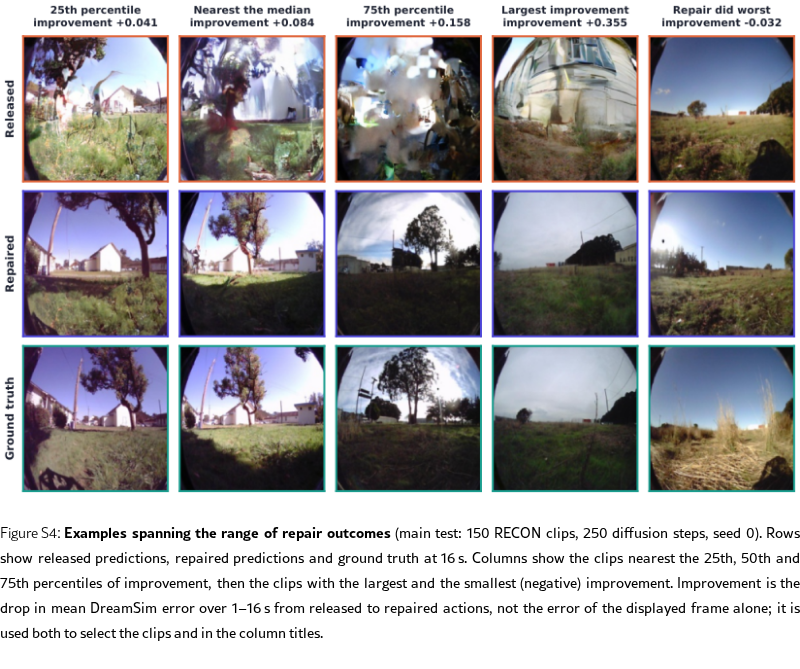 25th percentile
improvement +0.041
Nearest the median
improvement +0.084
75th percentile
improvement +0.158
Largest improvement
improvement +0.355
Repair did worst
improvement -0.032
Released
Repaired
Ground truth
Figure S4: Examples spanning the range of repair outcomes (main test: 150 RECON clips, 250 diffusion steps, seed 0). Rows
show released predictions, repaired predictions and ground truth at 16 s. Columns show the clips nearest the 25th, 50th and
75th percentiles of improvement, then the clips with the largest and the smallest (negative) improvement. Improvement is the
drop in mean DreamSim error over 1–16 s from released to repaired actions, not the error of the displayed frame alone; it is
used both to select the clips and in the column titles.